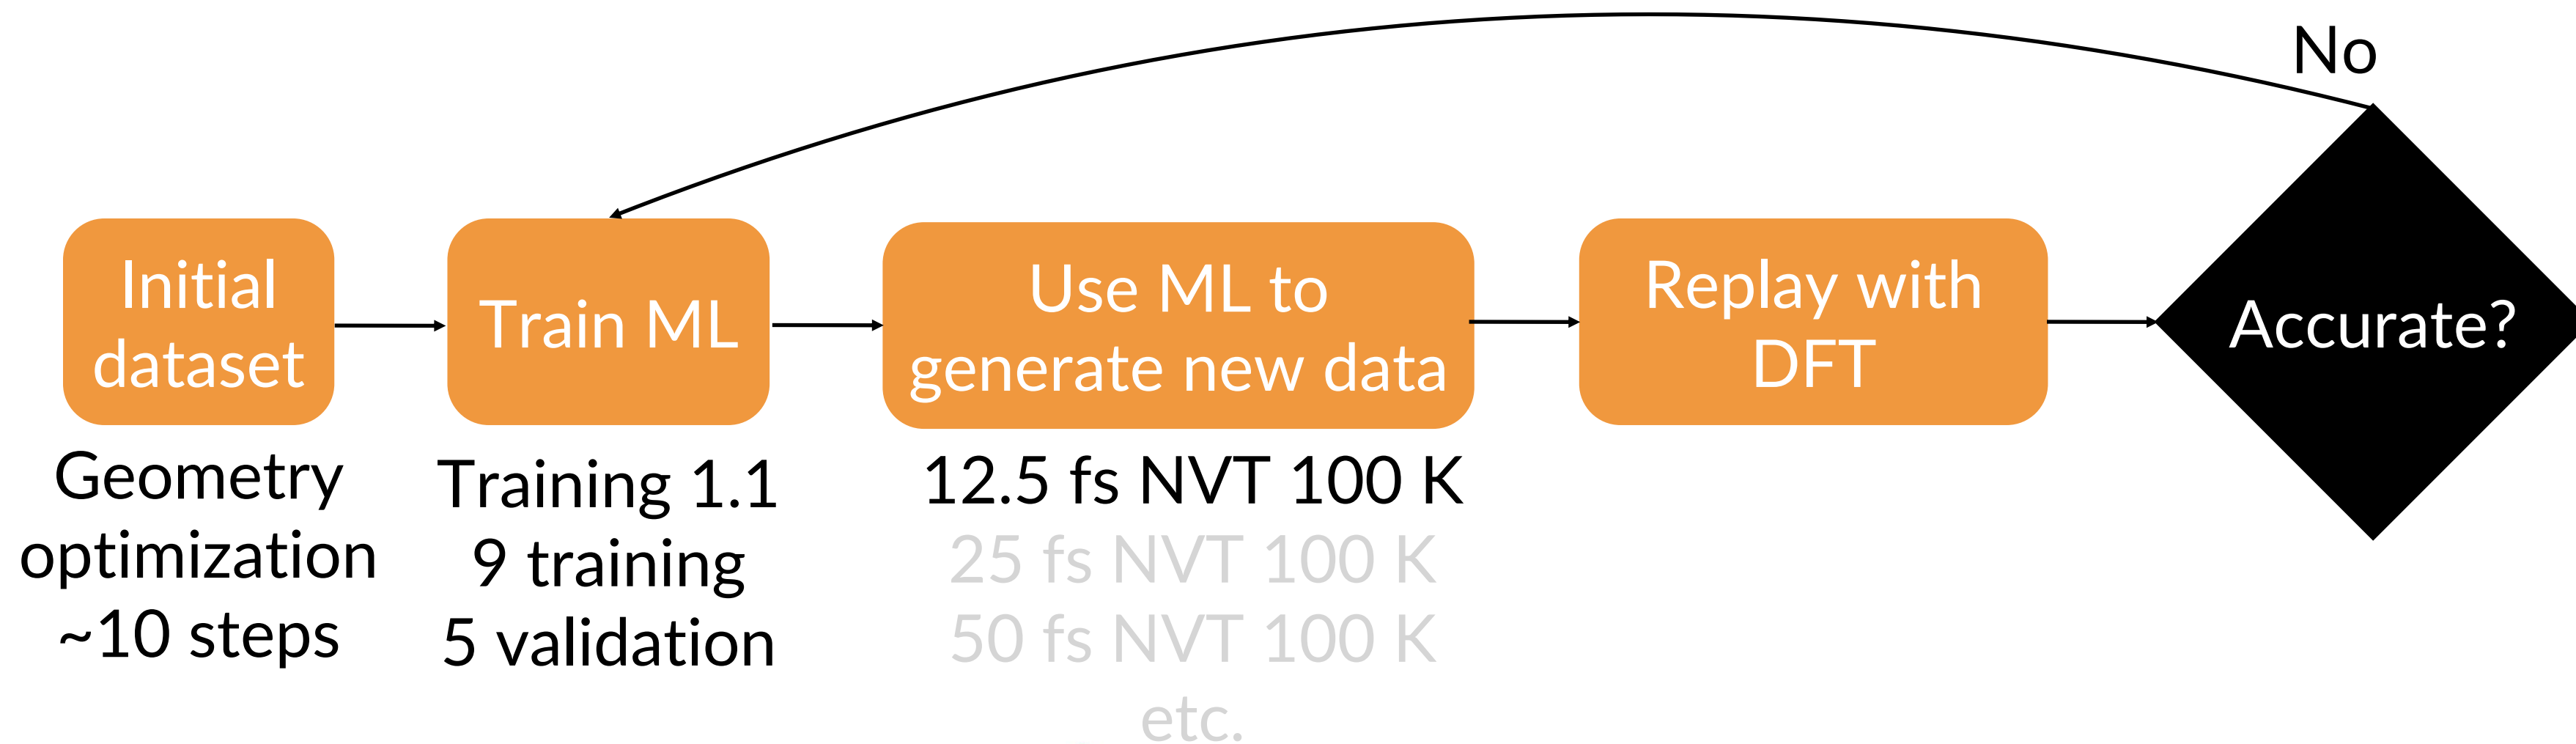 No
Initial
dataset
Train ML
Use ML to
generate new data
Replay with
DFT
Accurate?
Geometry
optimization
~10 steps
Training 1.1
9 training
5 validation
12.5 fs NVT 100 K
25 fs NVT 100 K
50 fs NVT 100 K
etc.